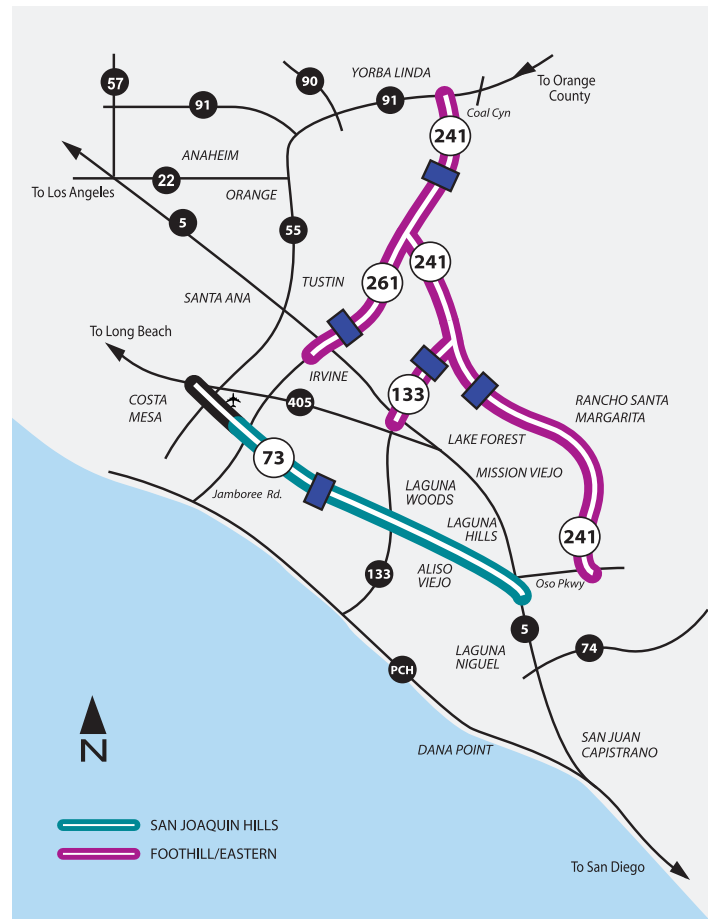 YORBA LINDA
To Orange
County
57
90
91
91
Coal Cyn
241
ANAHEIM
22
To Los Angeles
ORANGE
5
55
241
TUSTIN
261
SANTA ANA
To Long Beach
IRVINE
COSTA
MESA
405
133
RANCHO SANTA
MARGARITA
LAKE FOREST
73
MISSION VIEJO
Jamboree Rd.
LAGUNA
WOODS
LAGUNA
HILLS
241
133
ALISO
VIEJO
Oso Pkwy
5
LAGUNA
NIGUEL
74
PCH
N
DANA POINT
SAN JUAN
CAPISTRANO
SAN JOAQUIN HILLS
FOOTHILL/EASTERN
To San Diego